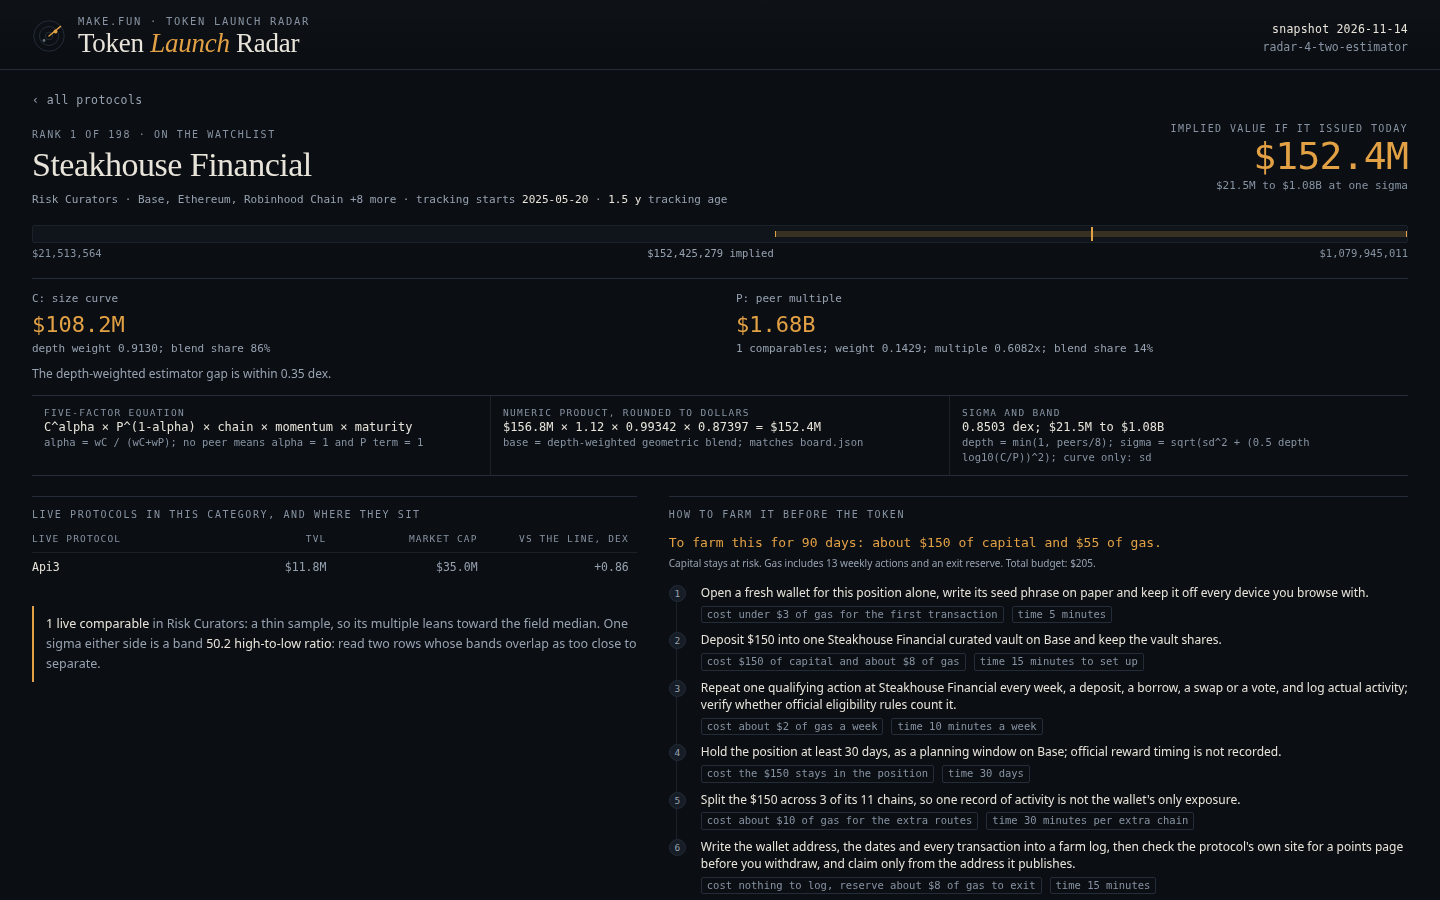 MAKE.FUN · TOKEN LAUNCH RADAR
Token Launch Radar
snapshot 2026-11-14
radar-4-two-estimator
‹ all protocols
RANK 1 OF 198 · ON THE WATCHLIST
Steakhouse Financial
Risk Curators · Base, Ethereum, Robinhood Chain +8 more · tracking starts 2025-05-20 · 1.5 y tracking age
IMPLIED VALUE IF IT ISSUED TODAY
$152.4M
$21.5M to $1.08B at one sigma
$21,513,564
$152,425,279 implied
$1,079,945,011
C: size curve
$108.2M
depth weight 0.9130; blend share 86%
P: peer multiple
$1.68B
1 comparables; weight 0.1429; multiple 0.6082x; blend share 14%
The depth-weighted estimator gap is within 0.35 dex.
FIVE-FACTOR EQUATION
C^alpha × P^(1-alpha) × chain × momentum × maturity
alpha = wC / (wC+wP); no peer means alpha = 1 and P term = 1
NUMERIC PRODUCT, ROUNDED TO DOLLARS
$156.8M × 1.12 × 0.99342 × 0.87397 = $152.4M
base = depth-weighted geometric blend; matches board.json
SIGMA AND BAND
0.8503 dex; $21.5M to $1.08B
depth = min(1, peers/8); sigma = sqrt(sd^2 + (0.5 depth
log10(C/P))^2); curve only: sd
LIVE PROTOCOLS IN THIS CATEGORY, AND WHERE THEY SIT
LIVE PROTOCOL TVL MARKET CAP VS THE LINE, DEX
Api3 $11.8M $35.0M +0.86
1 live comparable in Risk Curators: a thin sample, so its multiple leans toward the field median. One
sigma either side is a band 50.2 high-to-low ratio: read two rows whose bands overlap as too close to
separate.
HOW TO FARM IT BEFORE THE TOKEN
To farm this for 90 days: about $150 of capital and $55 of gas.
Capital stays at risk. Gas includes 13 weekly actions and an exit reserve. Total budget: $205.
1 Open a fresh wallet for this position alone, write its seed phrase on paper and keep it off every device you browse with.
cost under $3 of gas for the first transaction time 5 minutes
2 Deposit $150 into one Steakhouse Financial curated vault on Base and keep the vault shares.
cost $150 of capital and about $8 of gas time 15 minutes to set up
3 Repeat one qualifying action at Steakhouse Financial every week, a deposit, a borrow, a swap or a vote, and log actual activity;
verify whether official eligibility rules count it.
cost about $2 of gas a week time 10 minutes a week
4 Hold the position at least 30 days, as a planning window on Base; official reward timing is not recorded.
cost the $150 stays in the position time 30 days
5 Split the $150 across 3 of its 11 chains, so one record of activity is not the wallet's only exposure.
cost about $10 of gas for the extra routes time 30 minutes per extra chain
6 Write the wallet address, the dates and every transaction into a farm log, then check the protocol's own site for a points page
before you withdraw, and claim only from the address it publishes.
cost nothing to log, reserve about $8 of gas to exit time 15 minutes